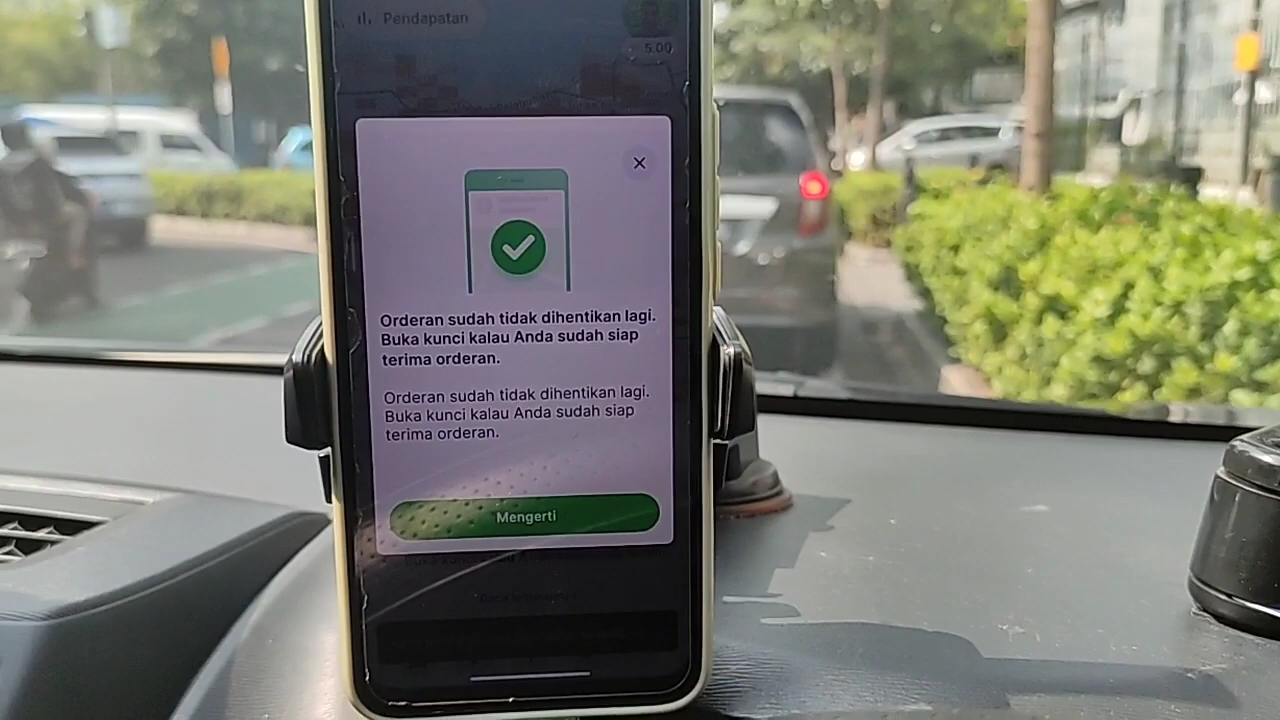 Pendapatan
5.00
Orderan sudah tidak dihentikan lagi.
Buka kunci kalau Anda sudah siap
terima orderan.
Orderan sudah tidak dihentikan lagi.
Buka kunci kalau Anda sudah siap
terima orderan.
Mengerti